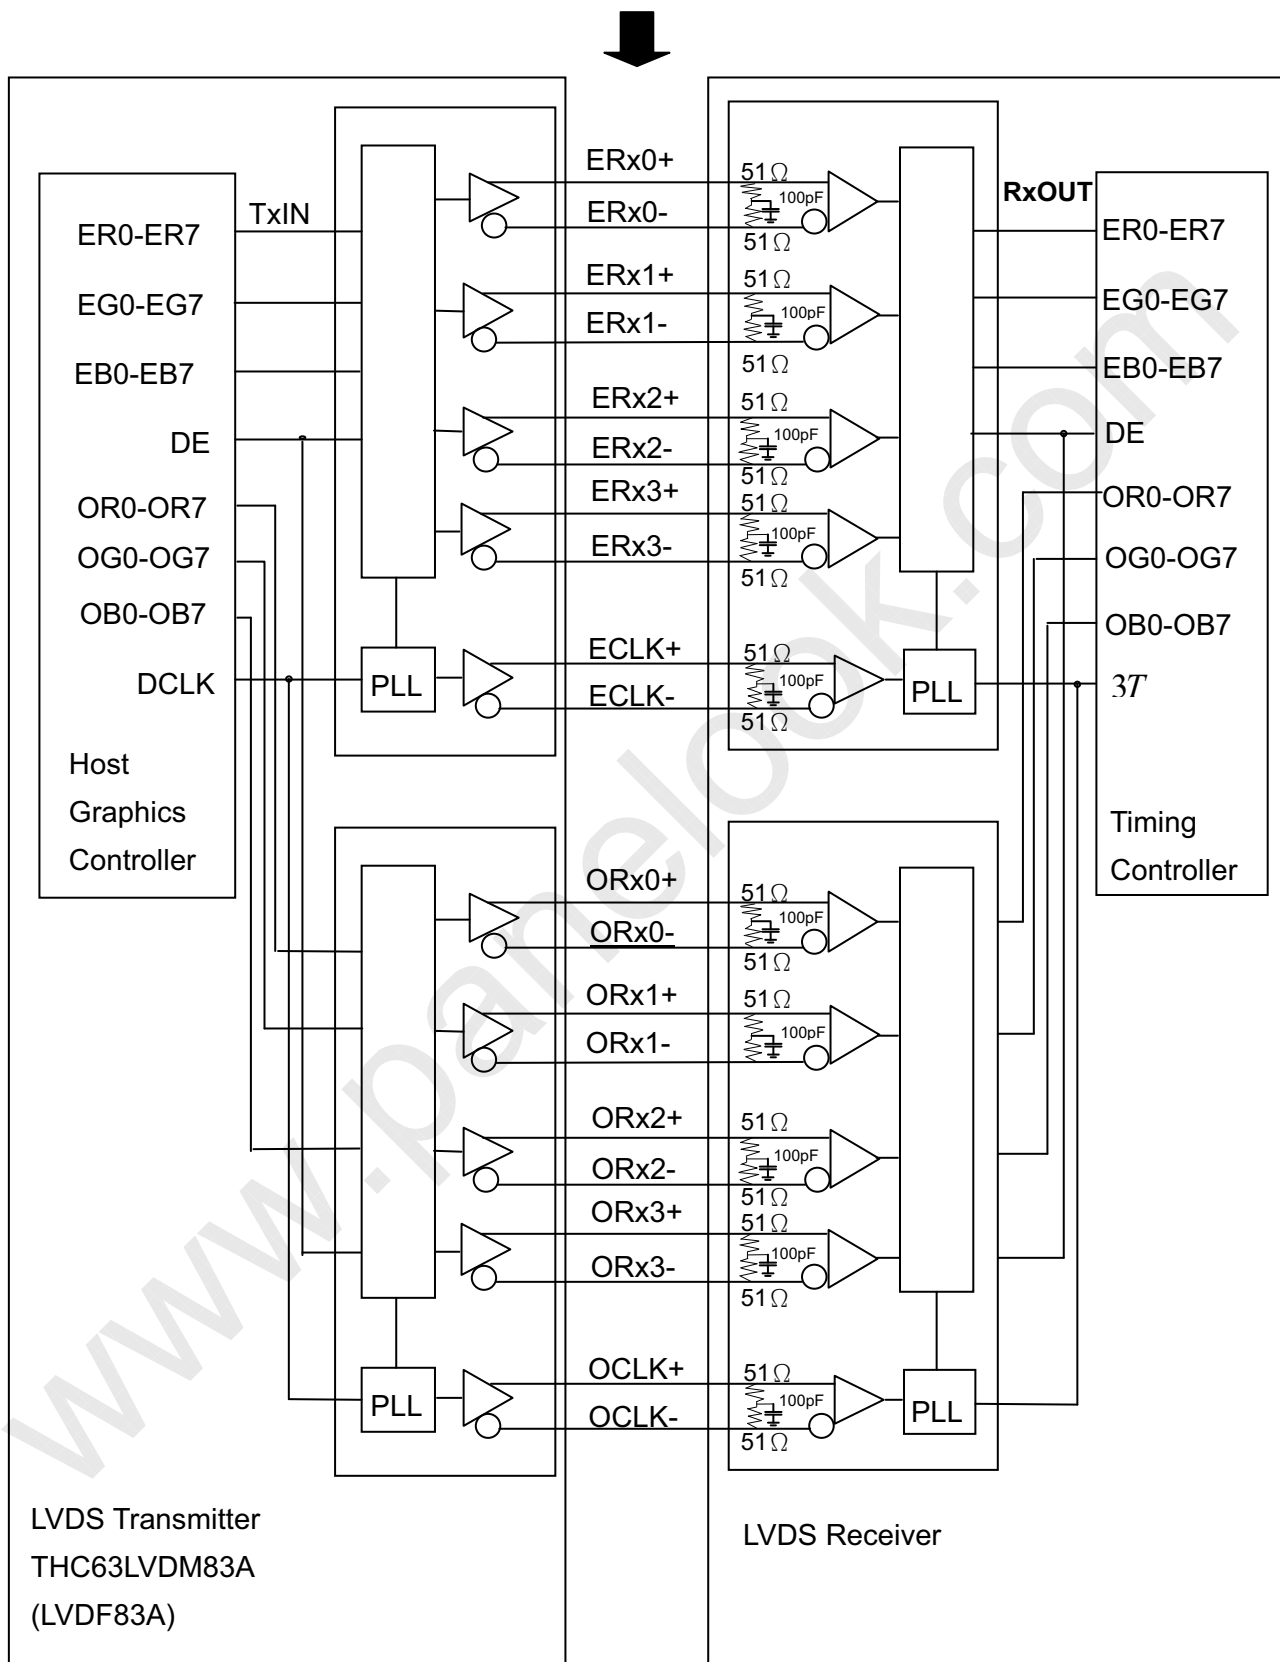 ER0-ER7
EG0-EG7
EB0-EB7
DE
OR0-OR7
OG0-OG7
OB0-OB7
DCLK
Host
Graphics
Controller
TxIN
PLL
PLL
ERx0+
ERx0-
ERx1+
ERx1-
ERx2+
ERx2-
ERx3+
ERx3-
ECLK+
ECLK-
ORx0+
ORx0-
ORx1+
ORx1-
ORx2+
ORx2-
ORx3+
ORx3-
OCLK+
OCLK-
51Ω
100pF
51Ω
51Ω
100pF
51Ω
51Ω
100pF
51Ω
51Ω
100pF
51Ω
51Ω
100pF
51Ω
PLL
51Ω
100pF
51Ω
51Ω
100pF
51Ω
51Ω
100pF
51Ω
51Ω
100pF
51Ω
51Ω
100pF
51Ω
PLL
RxOUT
ER0-ER7
EG0-EG7
EB0-EB7
DE
OR0-OR7
OG0-OG7
OB0-OB7
3T
Timing
Controller
LVDS Transmitter
THC63LVDM83A
(LVDF83A)
LVDS Receiver
www.panelook.com